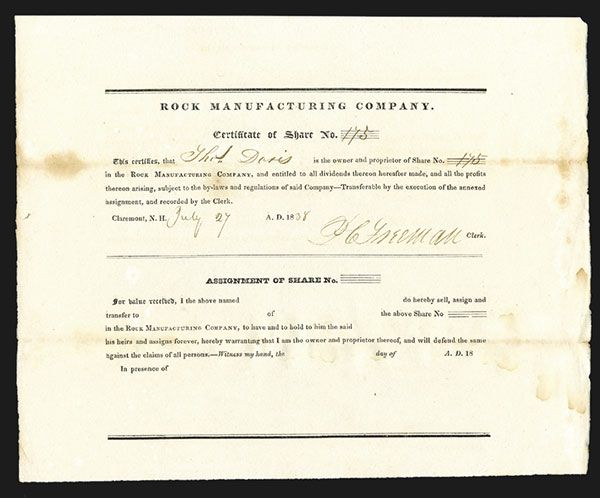 ROCK MANUFACTURING COMPANY.
Certificate of Share No. 175
This certifies, that Thos. Davis is the owner and proprietor of Share No. 175
in the ROCK MANUFACTURING COMPANY, and entitled to all dividends thereon hereafter made, and all the profits
thereon arising, subject to the by-laws and regulations of said Company—Transferable by the execution of the annexed
assignment, and recorded by the Clerk.
Claremont, N. H. July 27 A. D. 1838
P C Freeman Clerk.
ASSIGNMENT OF SHARE No.
For value received, I the above named do hereby sell, assign and
transfer to of the above Share No
in the ROCK MANUFACTURING COMPANY, to have and to hold to him the said
his heirs and assigns forever, hereby warranting that I am the owner and proprietor thereof, and will defend the same
against the claims of all persons.—Witness my hand, the day of A. D. 18
In presence of